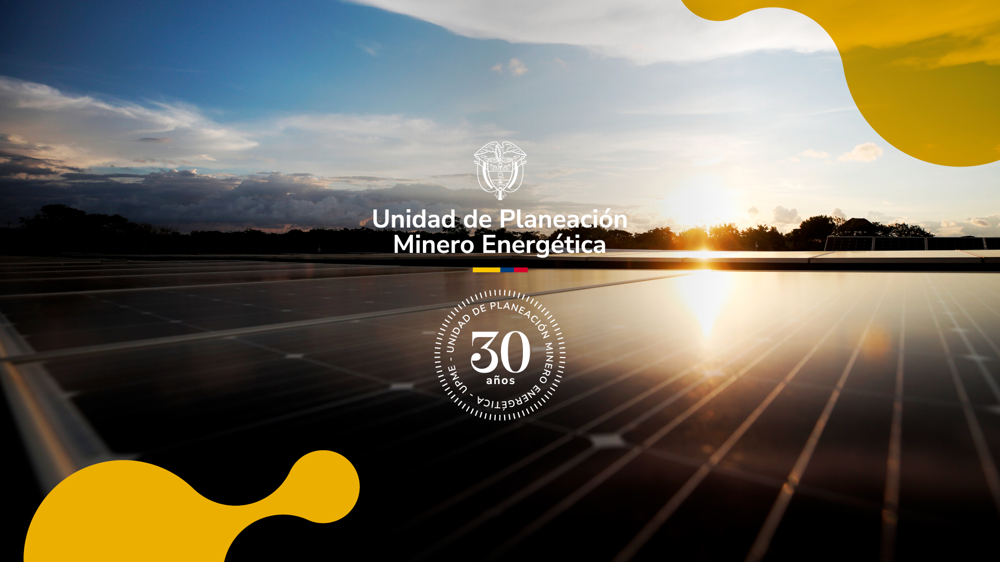 Unidad de Planeación
Minero Energética
UNIDAD DE PLANEACIÓN MINERO ENERGÉTICA - UPME -
30
años